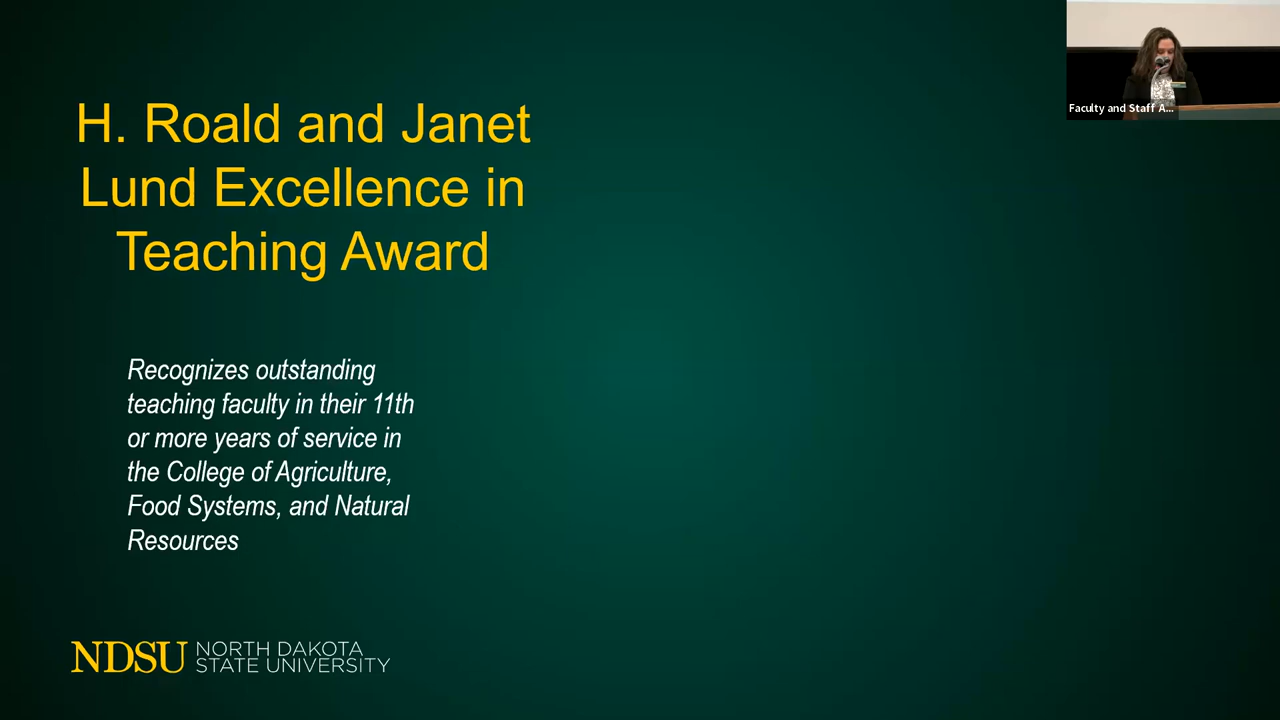 H. Roald and Janet
Lund Excellence in
Teaching Award
Recognizes outstanding
teaching faculty in their 11th
or more years of service in
the College of Agriculture,
Food Systems, and Natural
Resources
NDSU NORTH DAKOTA
STATE UNIVERSITY
Faculty and Staff A...